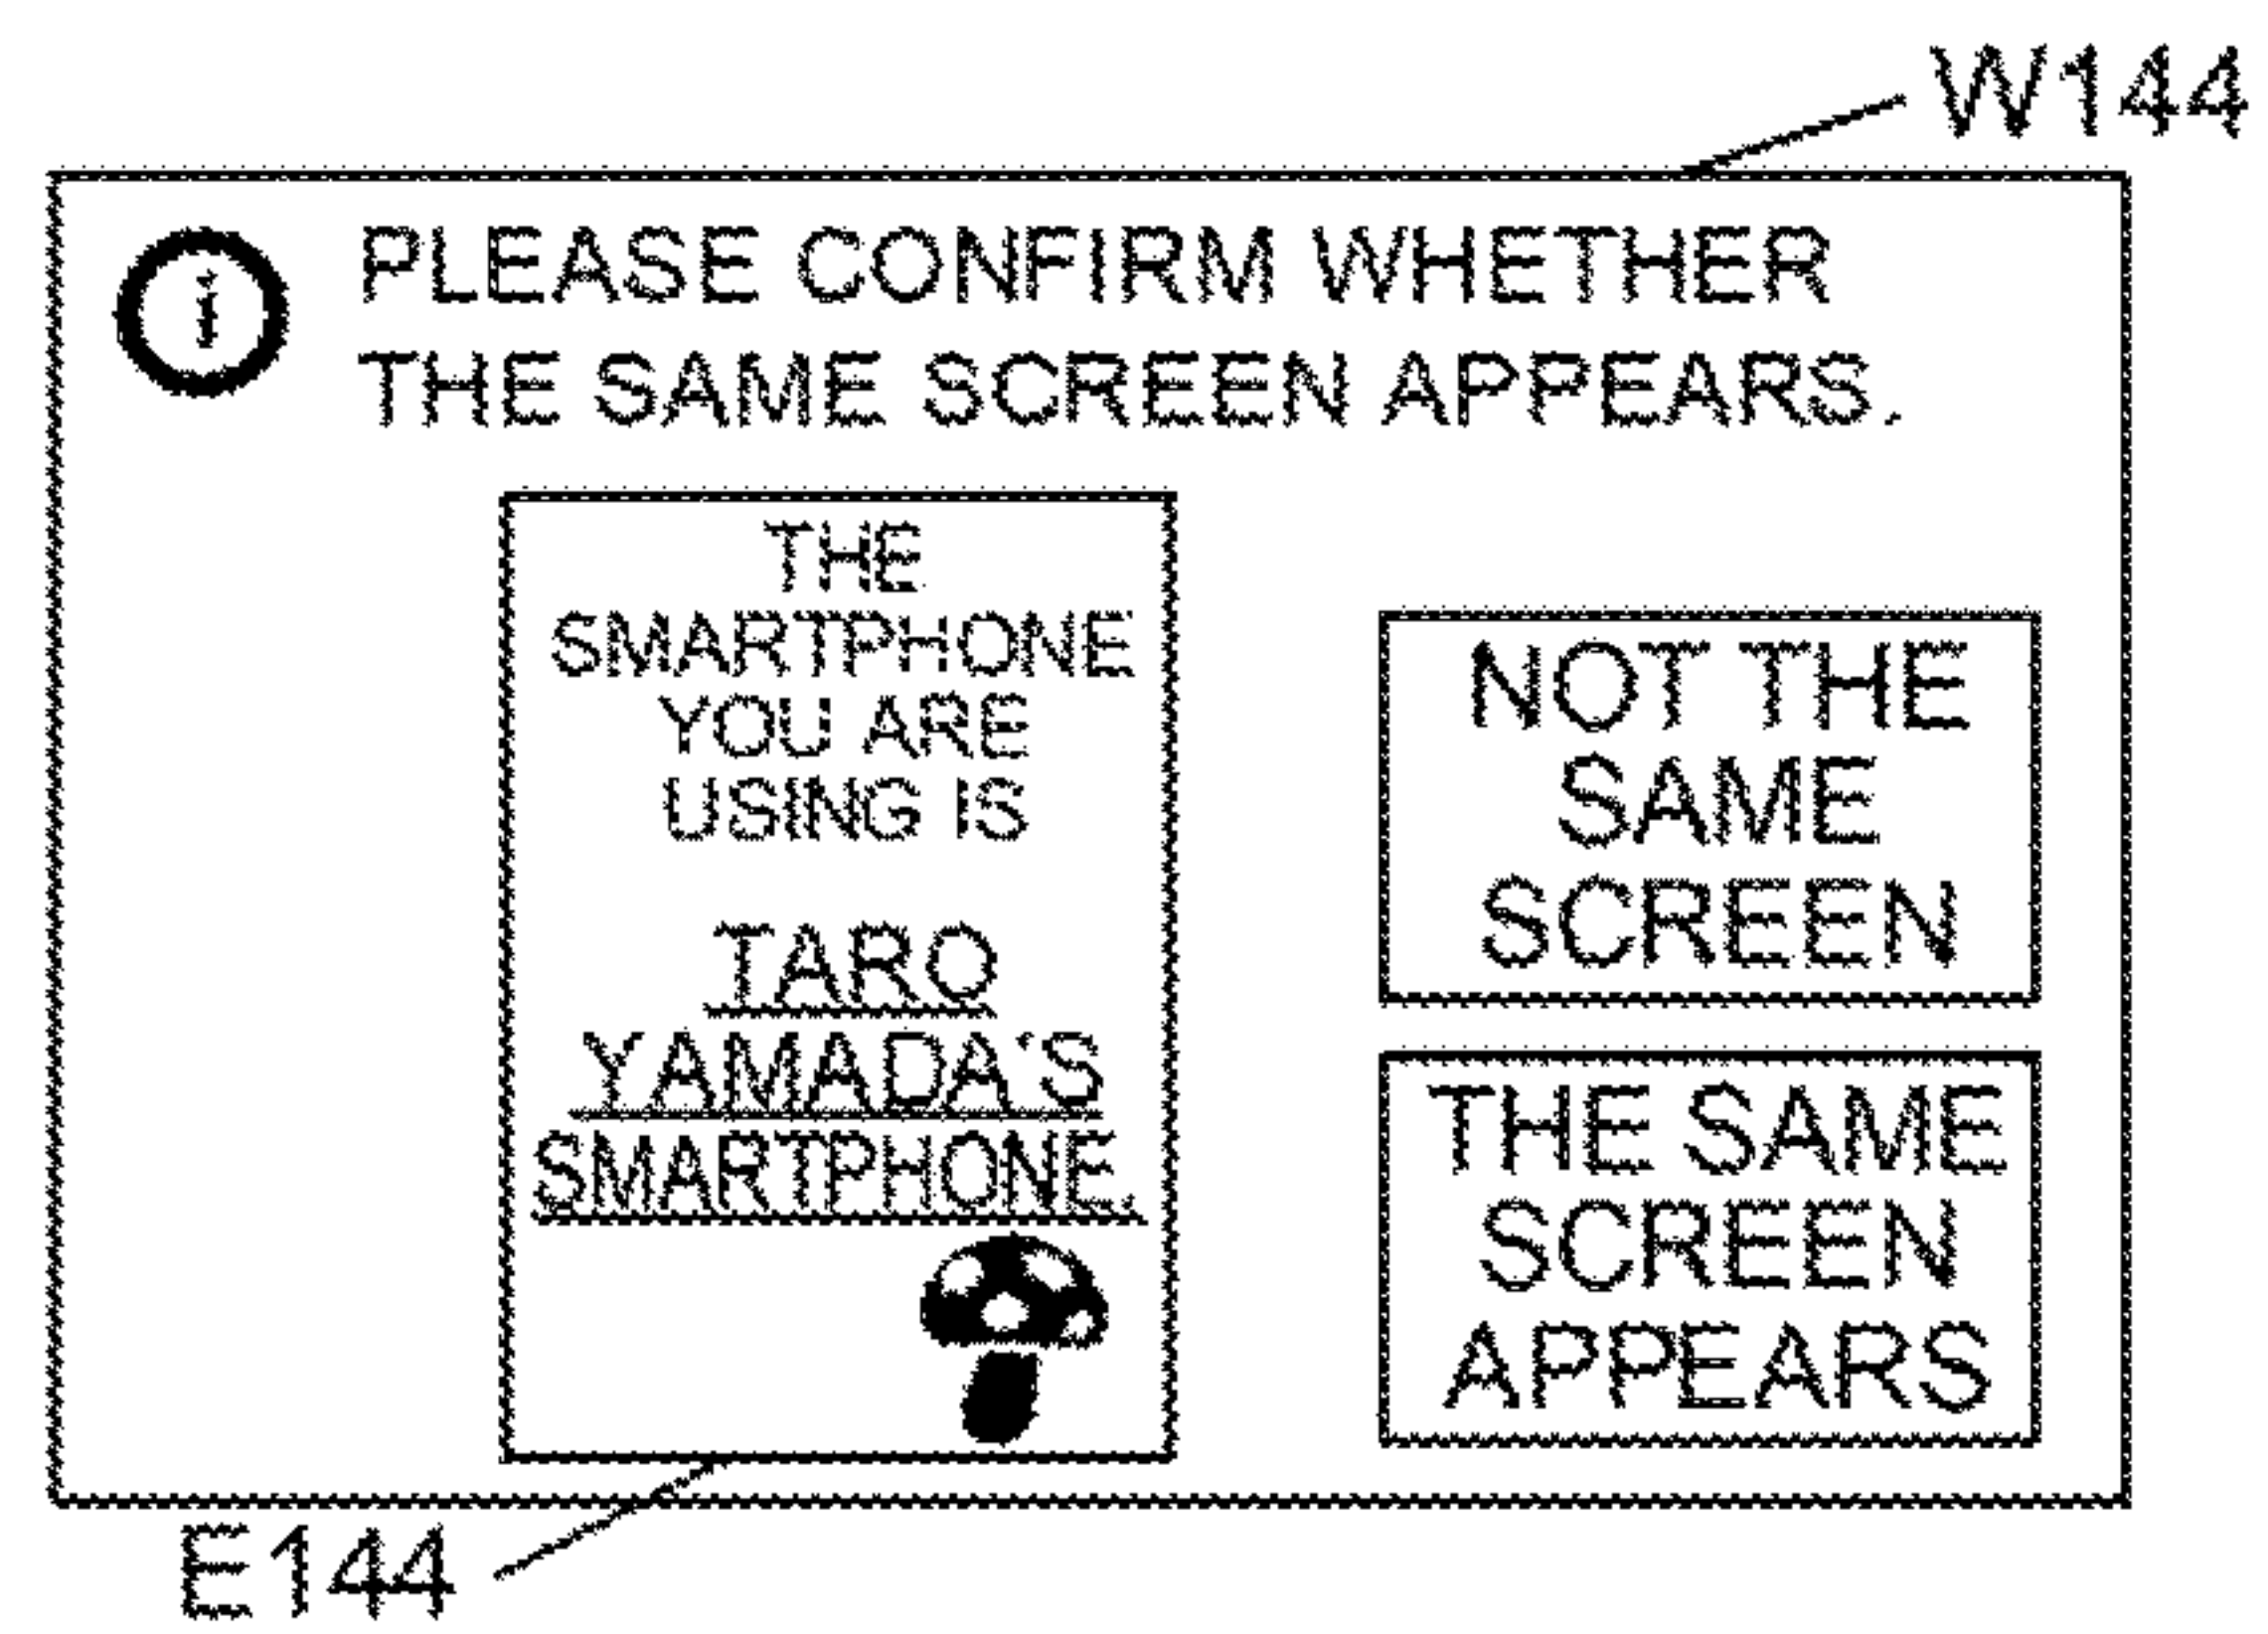 W144
i PLEASE CONFIRM WHETHER
THE SAME SCREEN APPEARS.
THE
SMARTPHONE
YOU ARE
USING IS
TARO
YAMADA'S
SMARTPHONE.
NOT THE
SAME
SCREEN
THE SAME
SCREEN
APPEARS
E144